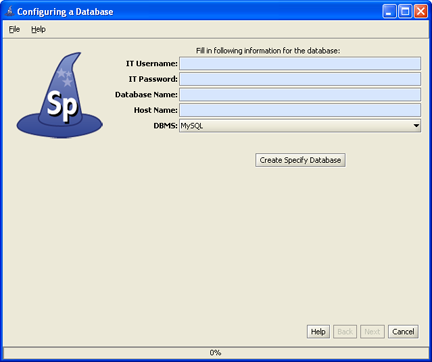 Configuring a Database
File Help
Fill in following information for the database:
Sp
IT Username:
IT Password:
Database Name:
Host Name:
DBMS: MySQL
Create Specify Database
Help Back Next Cancel
0%